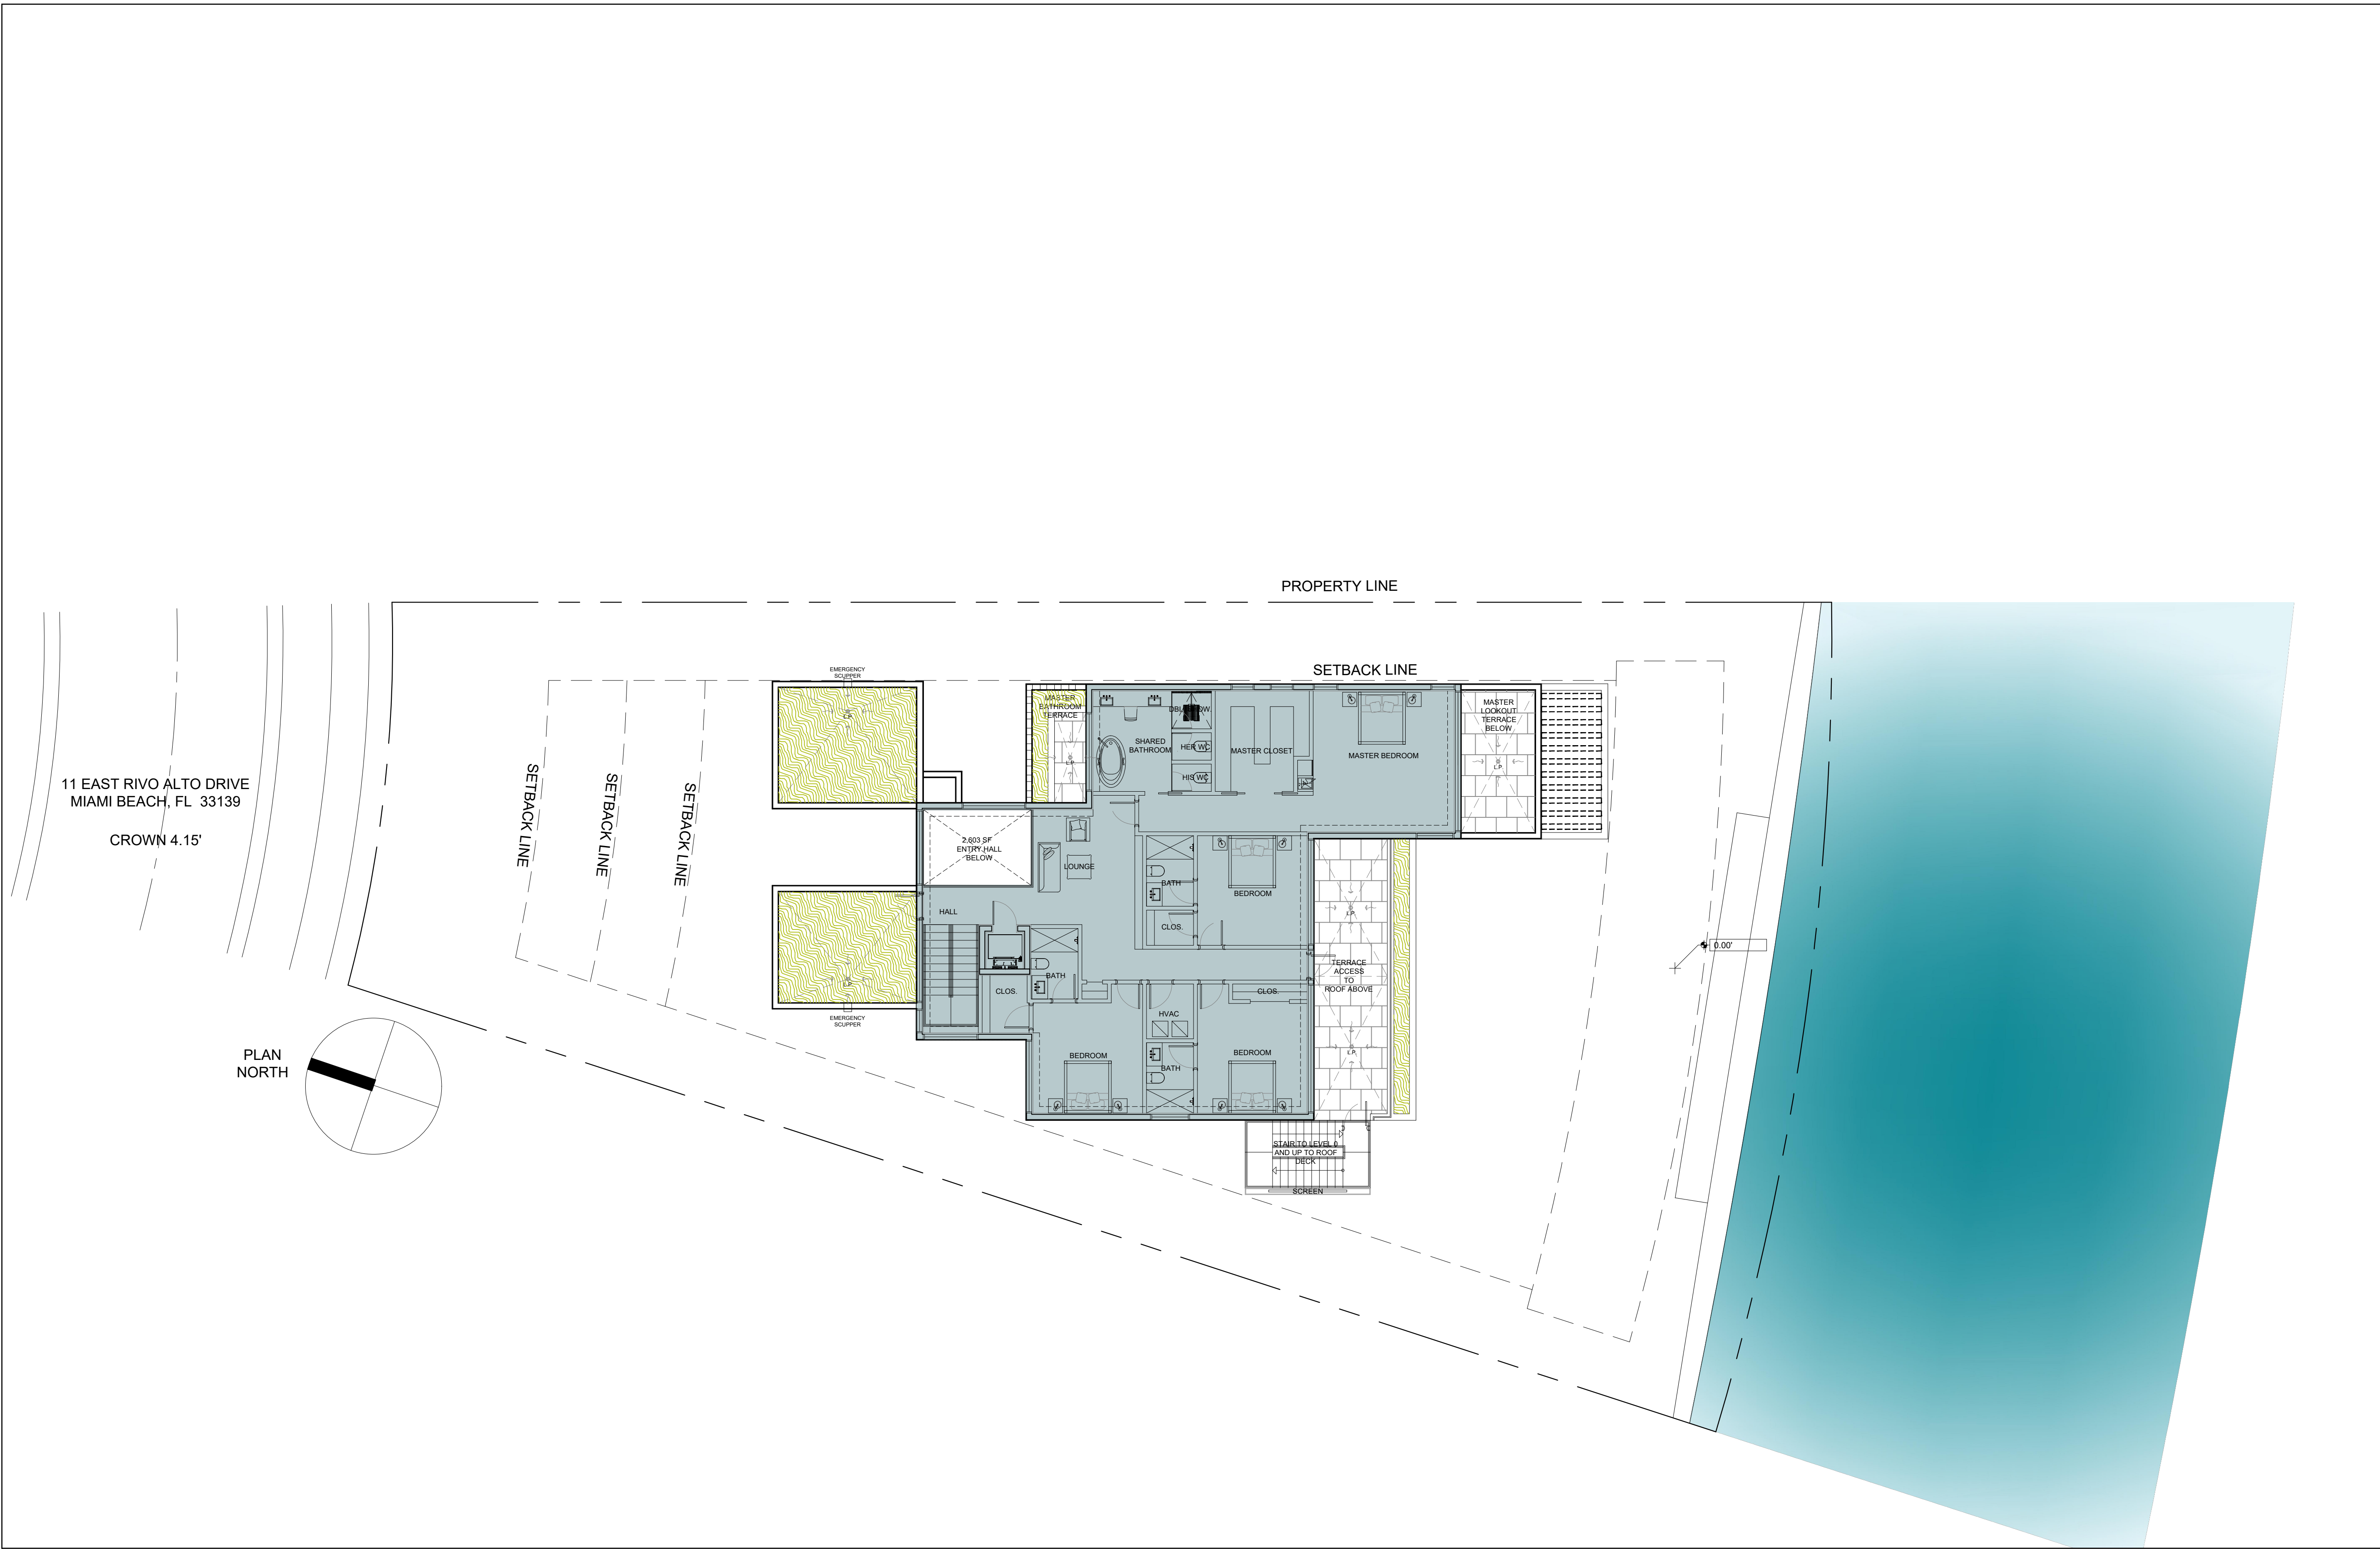 PROPERTY LINE
SETBACK LINE
EMERGENCY
SCUPPER
L.P.
MASTER
BATHROOM
TERRACE
L.P.
SHARED
BATHROOM
HER WC
HIS WC
MASTER CLOSET
MASTER BEDROOM
MASTER
LOOKOUT
TERRACE
BELOW
L.P.
11 EAST RIVO ALTO DRIVE
MIAMI BEACH, FL 33139
CROWN 4.15'
SETBACK LINE
SETBACK LINE
SETBACK LINE
2,603 SF
ENTRY HALL
BELOW
LOUNGE
BATH
BEDROOM
HALL
CLOS.
L.P.
0.00'
TERRACE
ACCESS
TO
ROOF ABOVE
L.P.
BATH
CLOS.
CLOS.
EMERGENCY
SCUPPER
HVAC
BEDROOM
BATH
BEDROOM
L.P.
PLAN
NORTH
STAIR TO LEVEL 0
AND UP TO ROOF
DECK
SCREEN